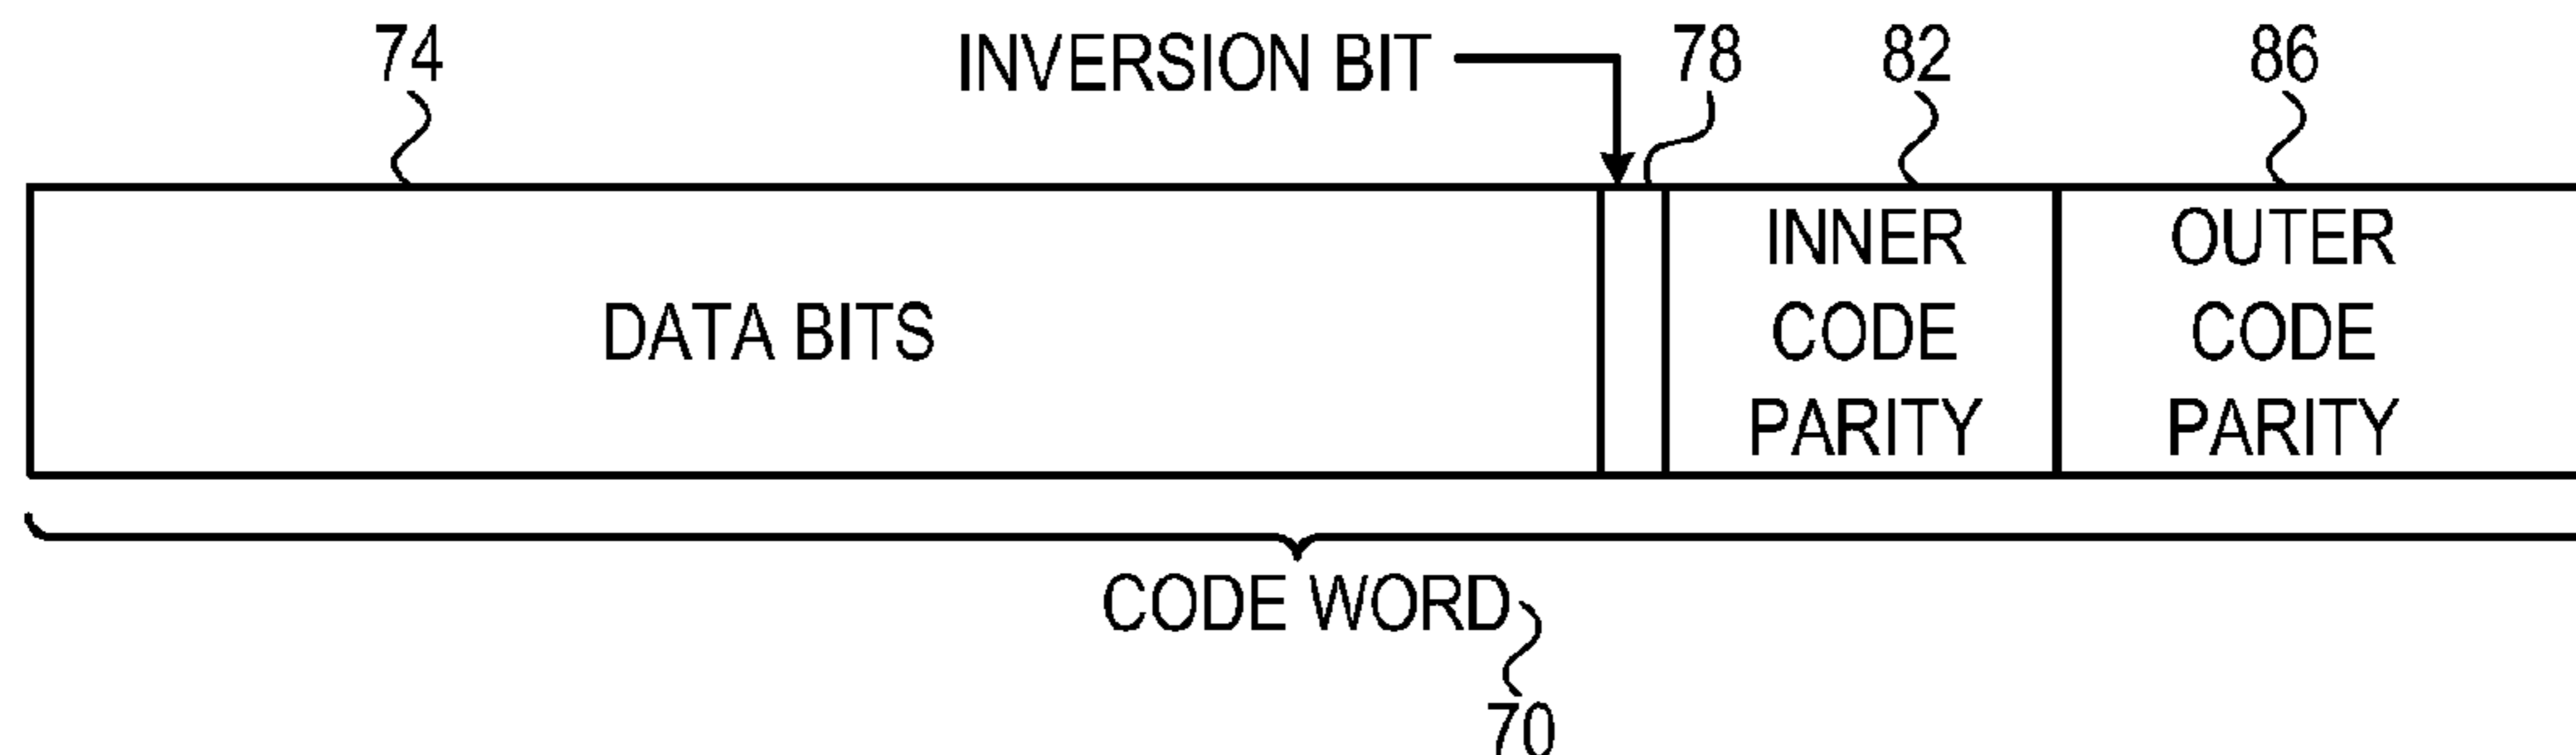 74
INVERSION BIT
78
82
86
DATA BITS
INNER
CODE
PARITY
OUTER
CODE
PARITY
CODE WORD
70